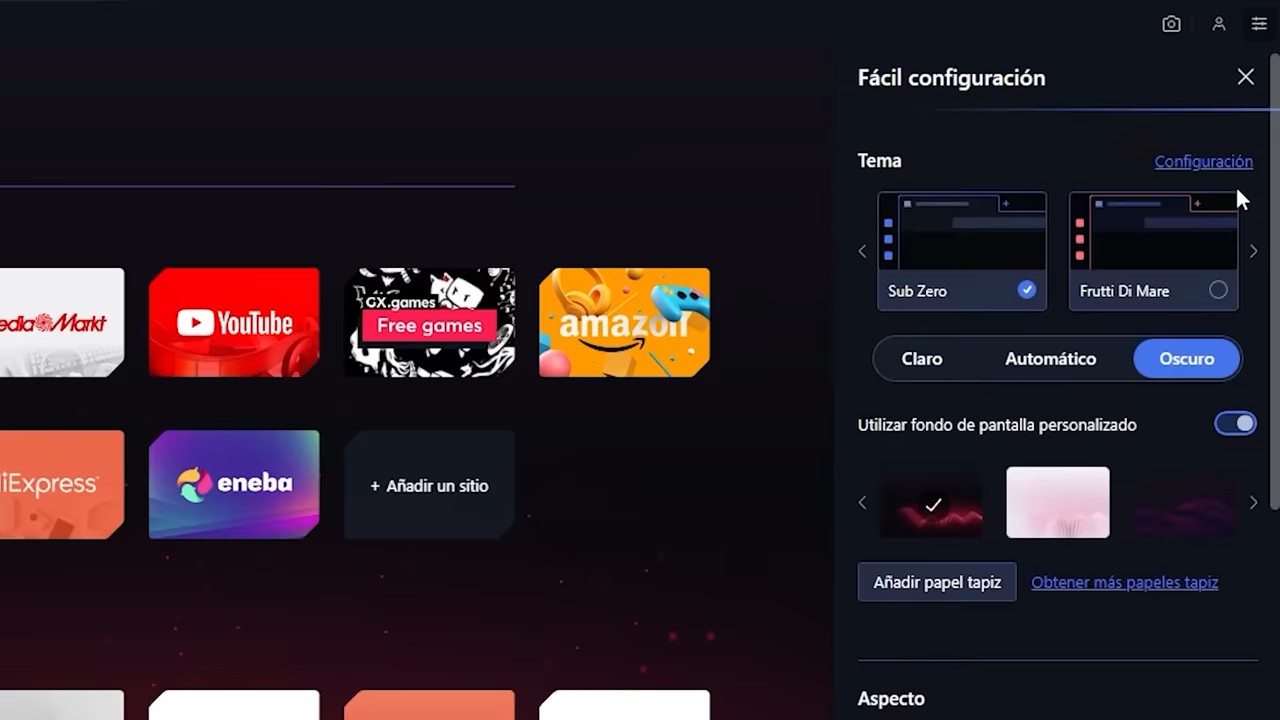 Fácil configuración
Tema
Configuración
Sub Zero
Frutti Di Mare
Claro
Automático
Oscuro
Utilizar fondo de pantalla personalizado
Añadir papel tapiz
Obtener más papeles tapiz
Aspecto
ediaMarkt
YouTube
GX.games
Free games
amazon
iExpress
eneba
+ Añadir un sitio